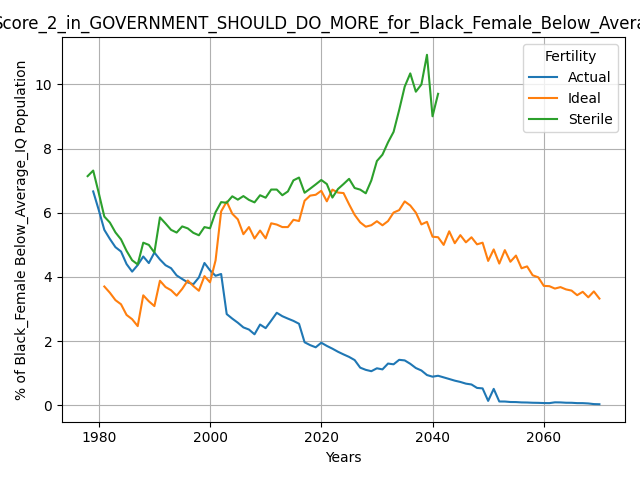 Score_2_in_GOVERNMENT_SHOULD_DO_MORE_for_Black_Female_Below_Avera
Fertility
Actual
Ideal
Sterile
% of Black_Female Below_Average_IQ Population
10
8
6
4
2
0
1980 2000 2020 2040 2060
Years